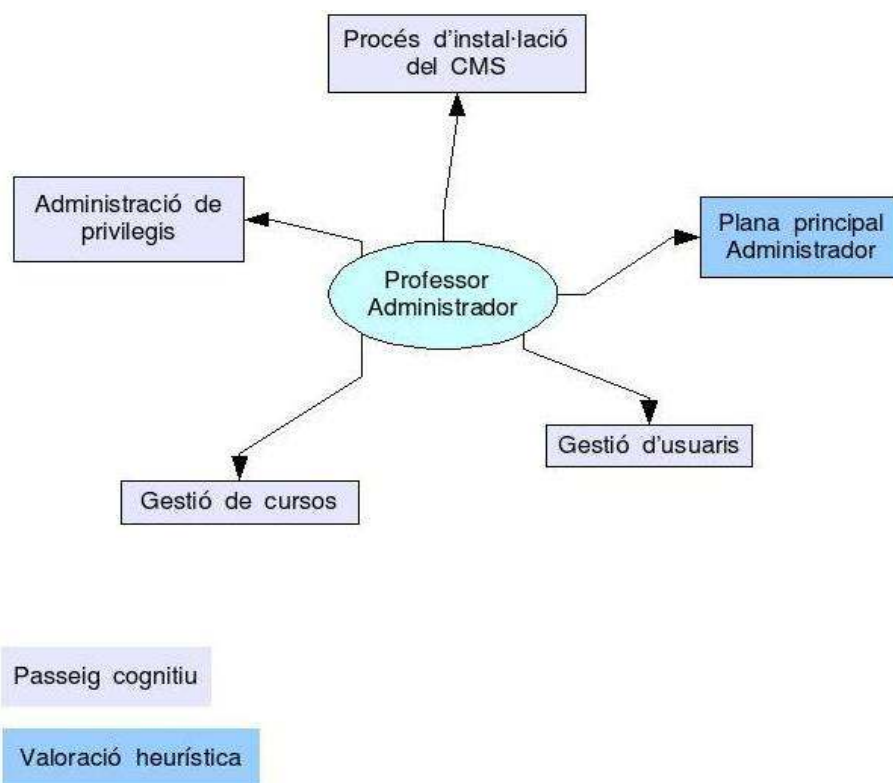 Procés d'instal·lació
del CMS
Administració de
privilegis
Plana principal
Administrador
Professor
Administrador
Gestió d'usuaris
Gestió de cursos
Passeig cognitiu
Valoració heurística